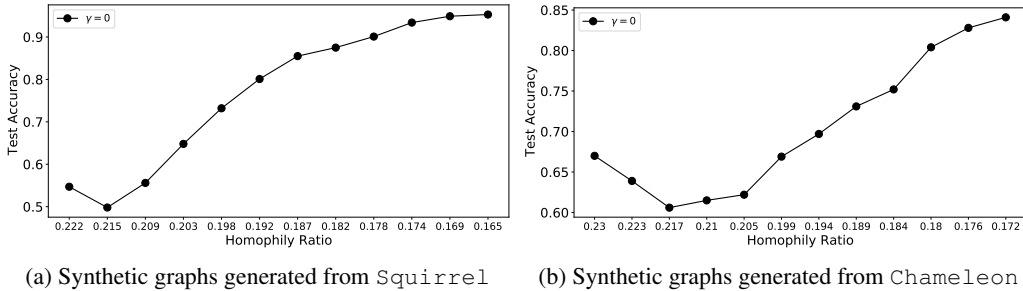 γ = 0
Test Accuracy
0.9
0.8
0.7
0.6
0.5
0.222 0.215 0.209 0.203 0.198 0.192 0.187 0.182 0.178 0.174 0.169 0.165
Homophily Ratio
(a) Synthetic graphs generated from Squirrel
γ = 0
Test Accuracy
0.85
0.80
0.75
0.70
0.65
0.60
0.23 0.223 0.217 0.21 0.205 0.199 0.194 0.189 0.184 0.18 0.176 0.172
Homophily Ratio
(b) Synthetic graphs generated from Chameleon